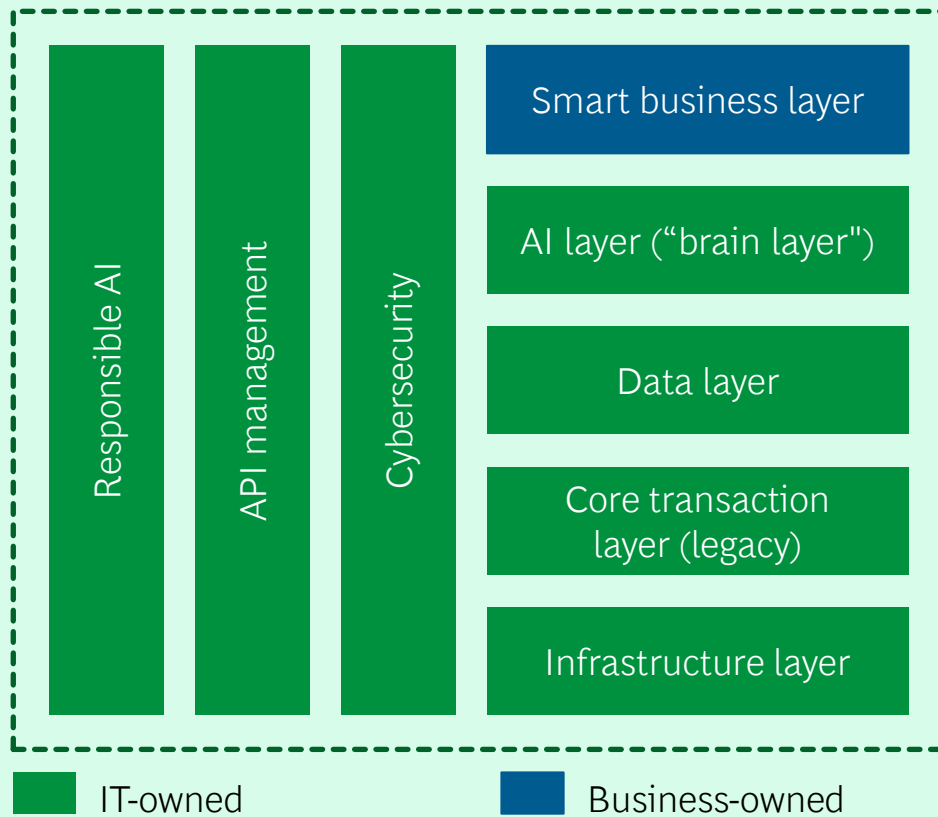 Responsible AI
API management
Cybersecurity
Smart business layer
AI layer (“brain layer")
Data layer
Core transaction
layer (legacy)
Infrastructure layer
IT-owned
Business-owned